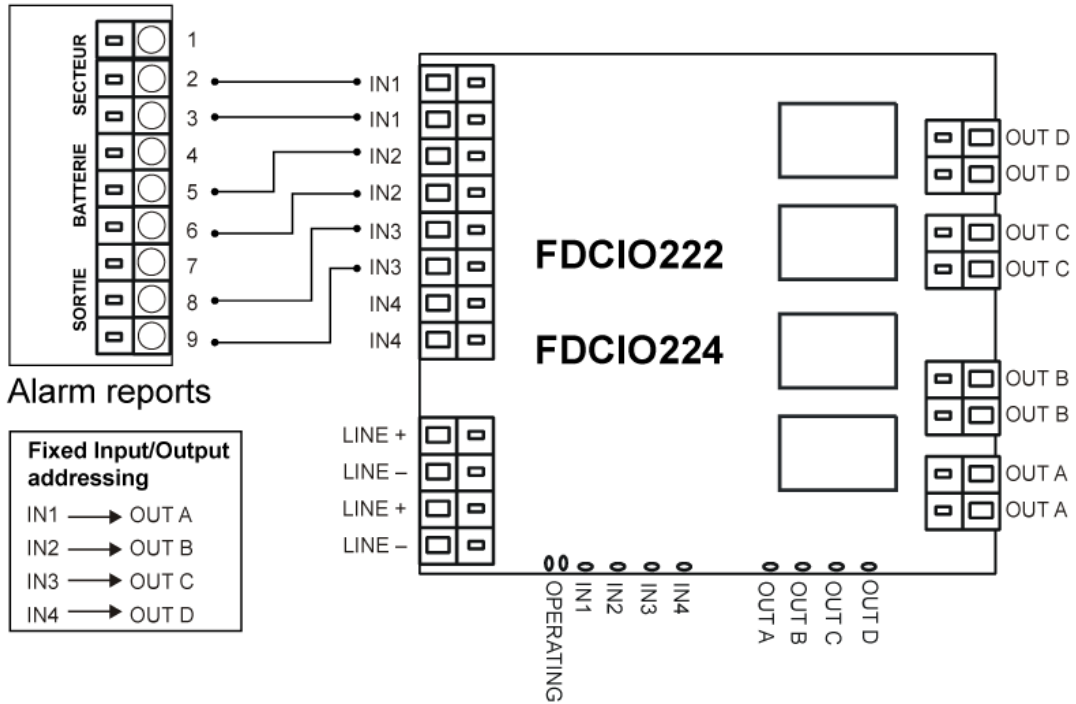 SECTEUR
BATTERIE
SORTIE
1
2
3
4
5
6
7
8
9
Alarm reports
IN1
IN1
IN2
IN2
IN3
IN3
IN4
IN4
LINE +
LINE –
LINE +
LINE –
FDCIO222
FDCIO224
OUT D
OUT D
OUT C
OUT C
OUT B
OUT B
OUT A
OUT A
OPERATING
IN1
IN2
IN3
IN4
OUT A
OUT B
OUT C
OUT D
Fixed Input/Output
addressing
IN1 → OUT A
IN2 → OUT B
IN3 → OUT C
IN4 → OUT D